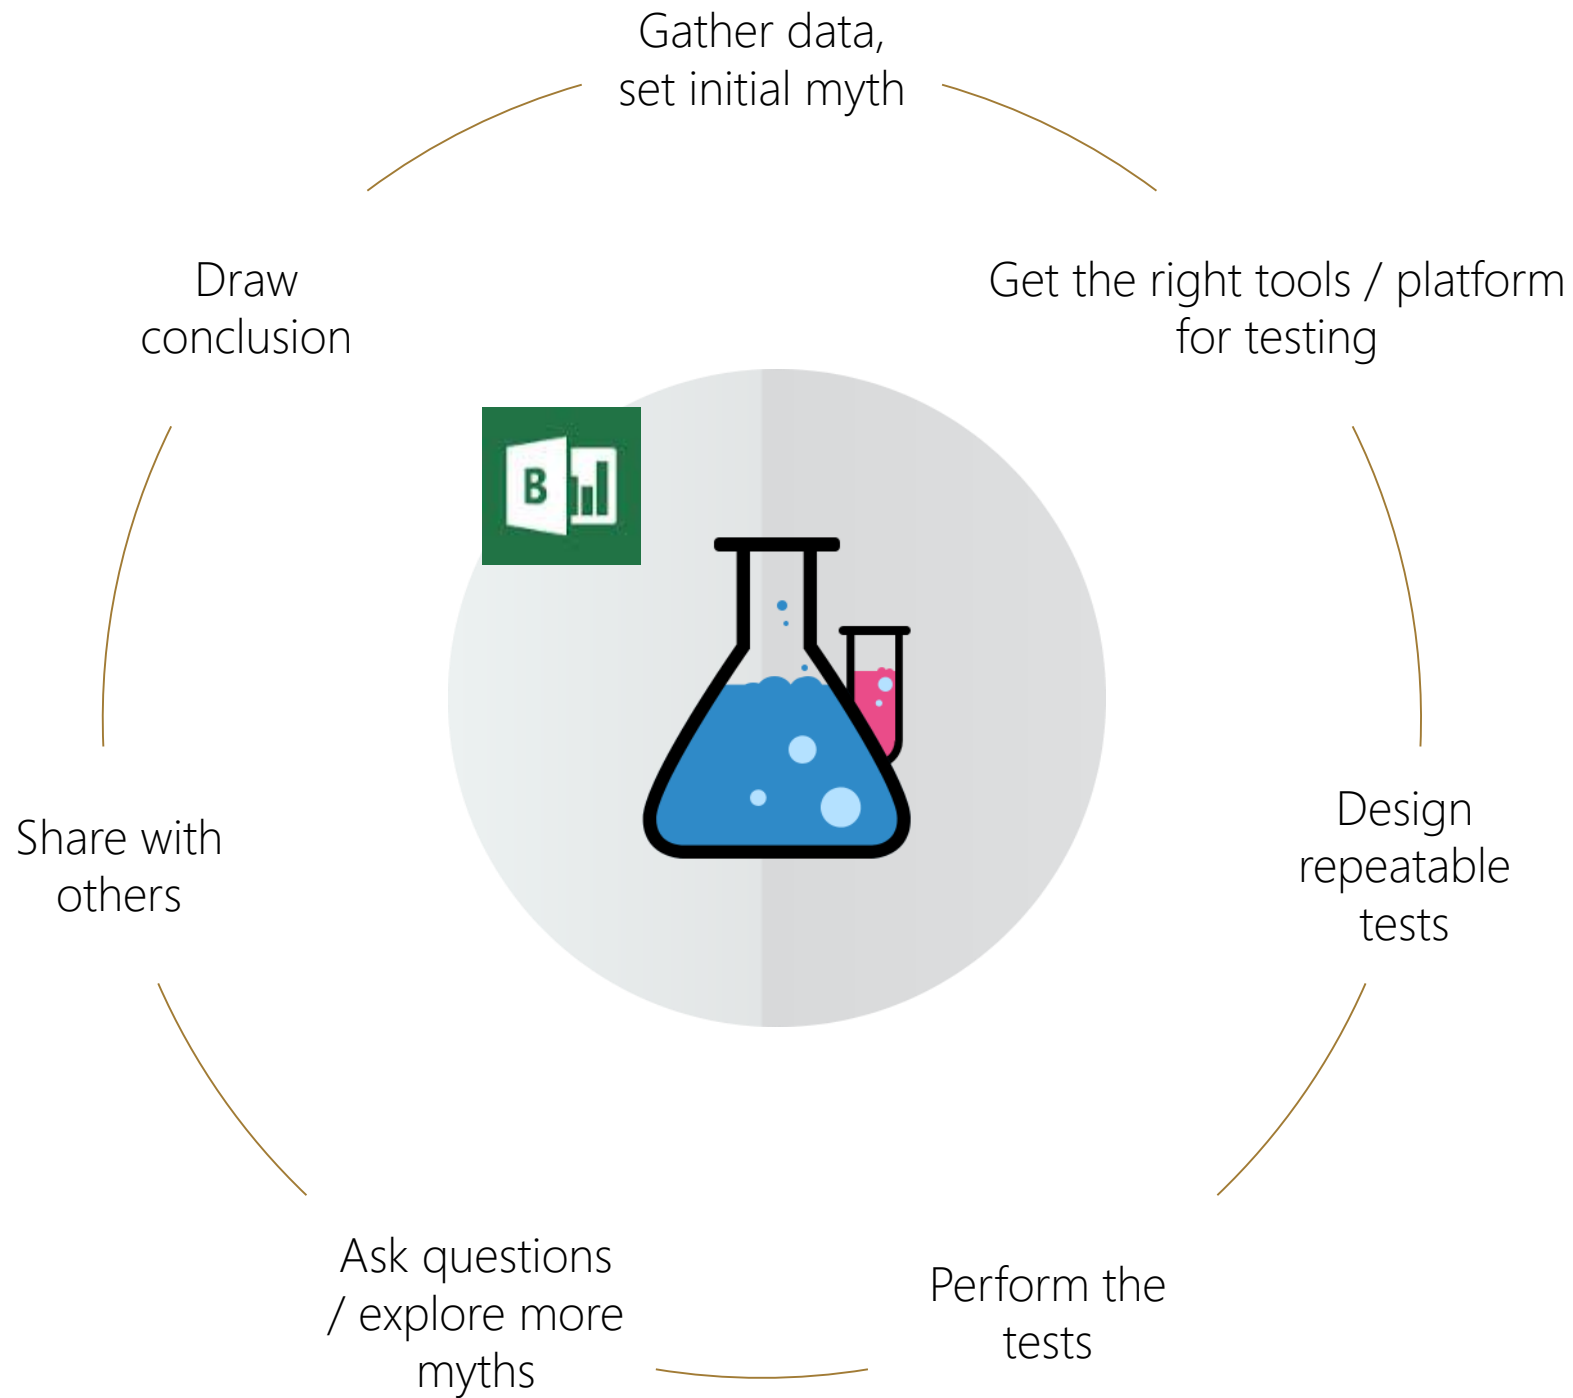 Gather data,
set initial myth
Get the right tools / platform
for testing
Design
repeatable
tests
Perform the
tests
Ask questions
/ explore more
myths
Share with
others
Draw
conclusion
B